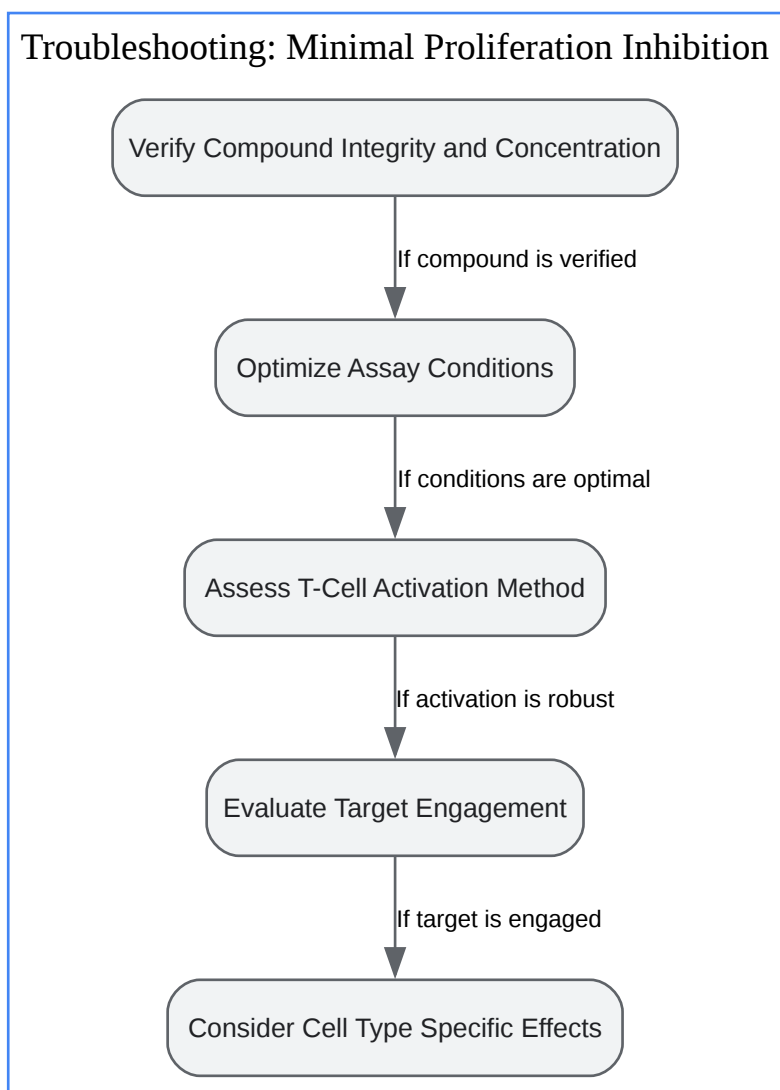 Troubleshooting: Minimal Proliferation Inhibition
Verify Compound Integrity and Concentration
If compound is verified
Optimize Assay Conditions
If conditions are optimal
Assess T-Cell Activation Method
If activation is robust
Evaluate Target Engagement
If target is engaged
Consider Cell Type Specific Effects